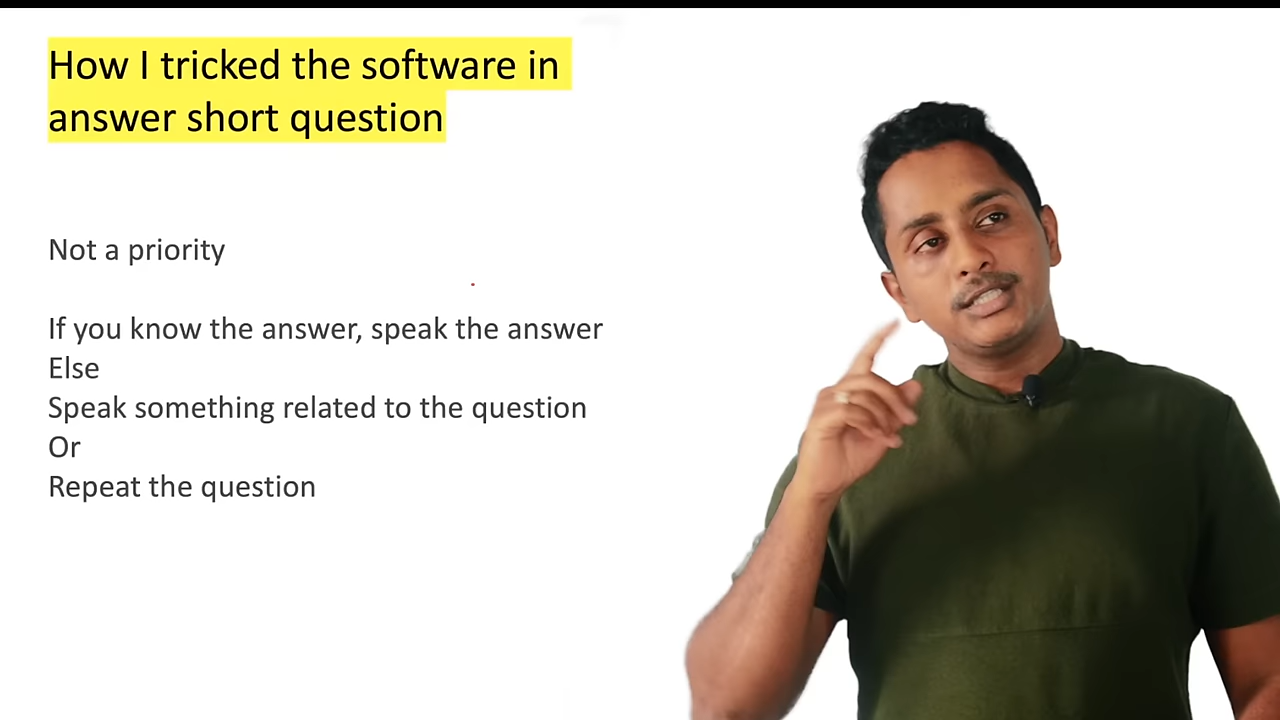 How I tricked the software in
answer short question
Not a priority
If you know the answer, speak the answer
Else
Speak something related to the question
Or
Repeat the question